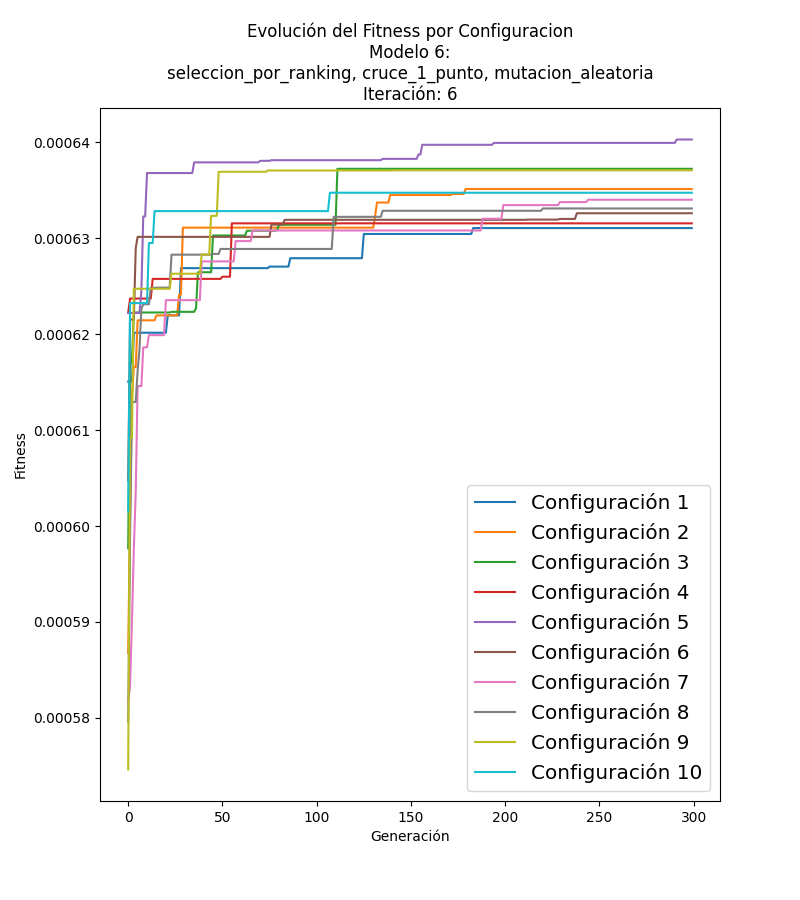 Evolución del Fitness por Configuracion
Modelo 6:
seleccion_por_ranking, cruce_1_punto, mutacion_aleatoria
Iteración: 6
0.00064
0.00063
0.00062
0.00061
0.00060
0.00059
0.00058
Fitness
0
50
100
150
200
250
300
Generación
Configuración 1
Configuración 2
Configuración 3
Configuración 4
Configuración 5
Configuración 6
Configuración 7
Configuración 8
Configuración 9
Configuración 10